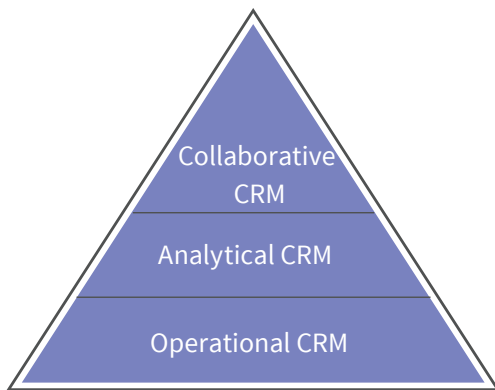 Collaborative
CRM
Analytical CRM
Operational CRM